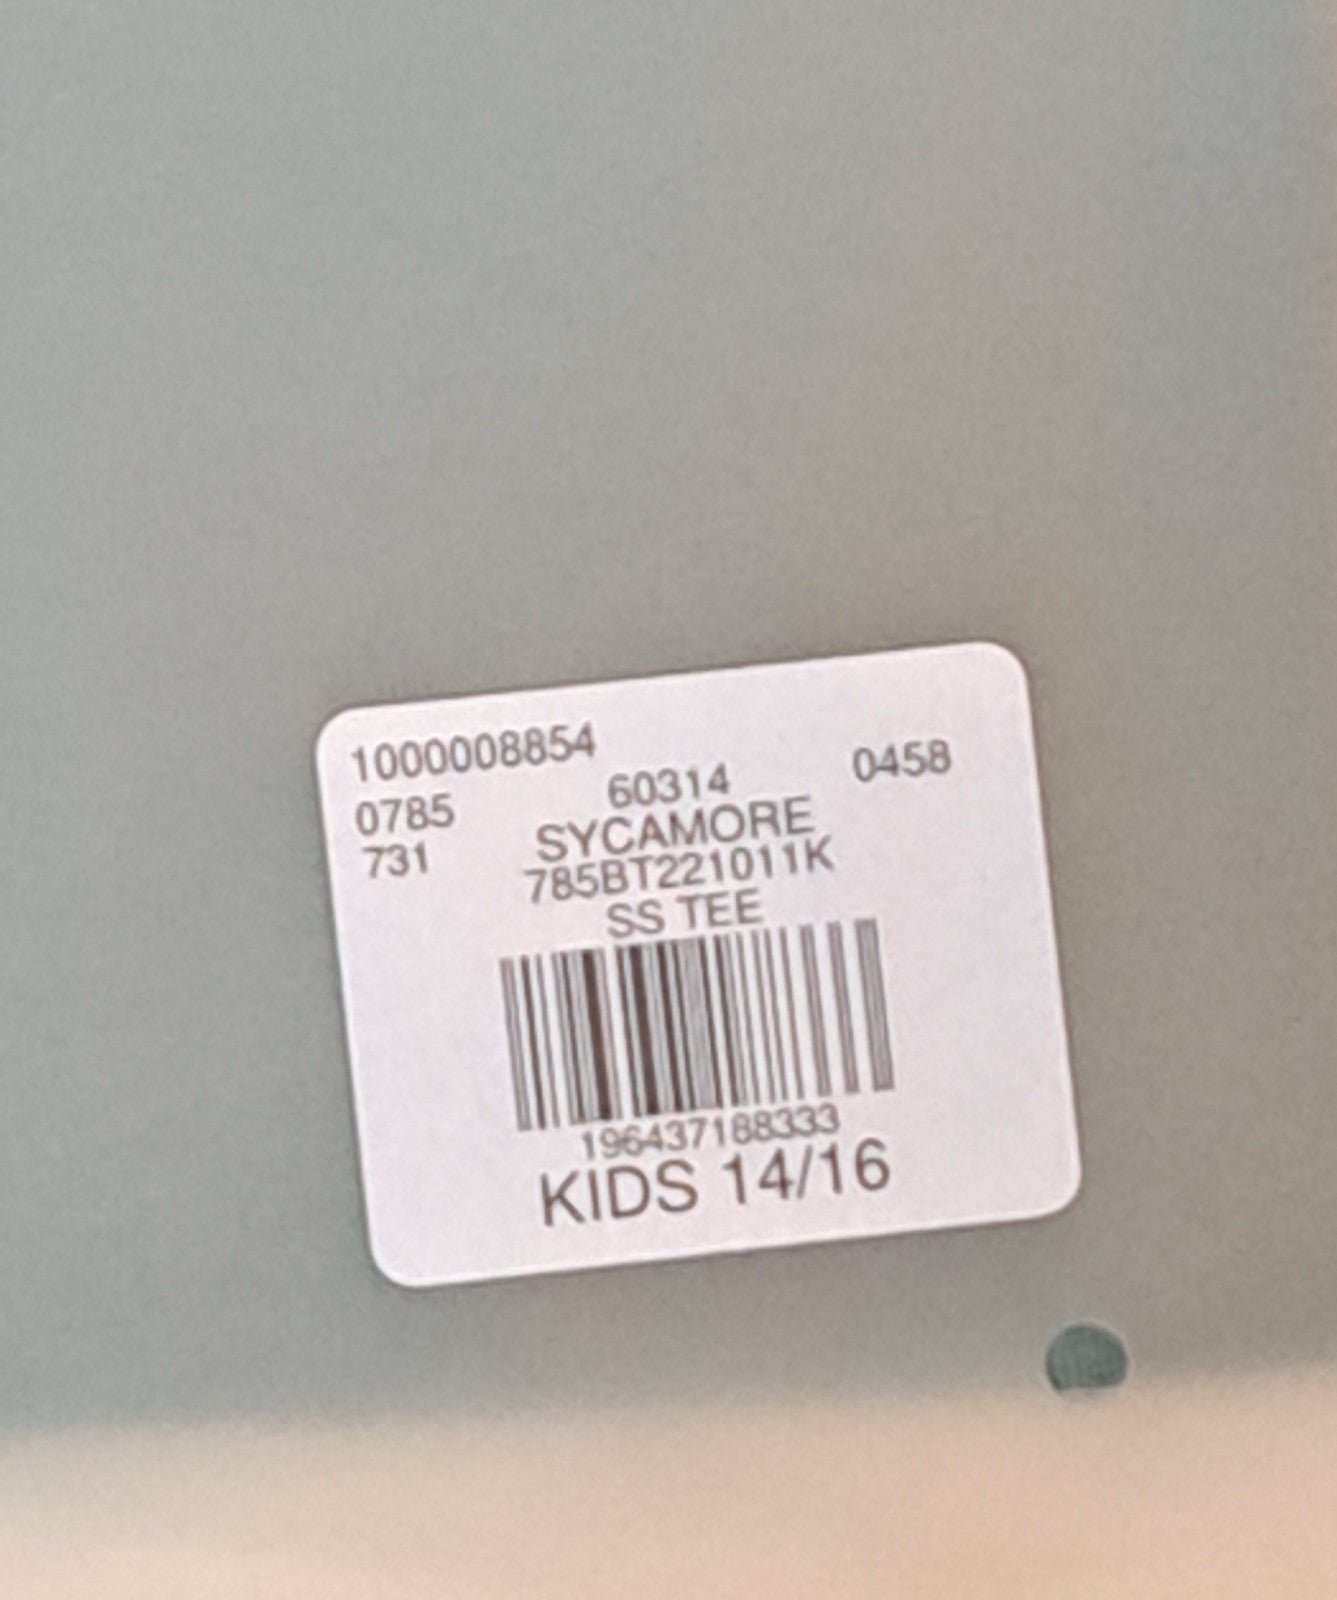 1000008854
60314 0458
0785 SYCAMORE
731 785BT221011K
SS TEE
196437188333
KIDS 14/16